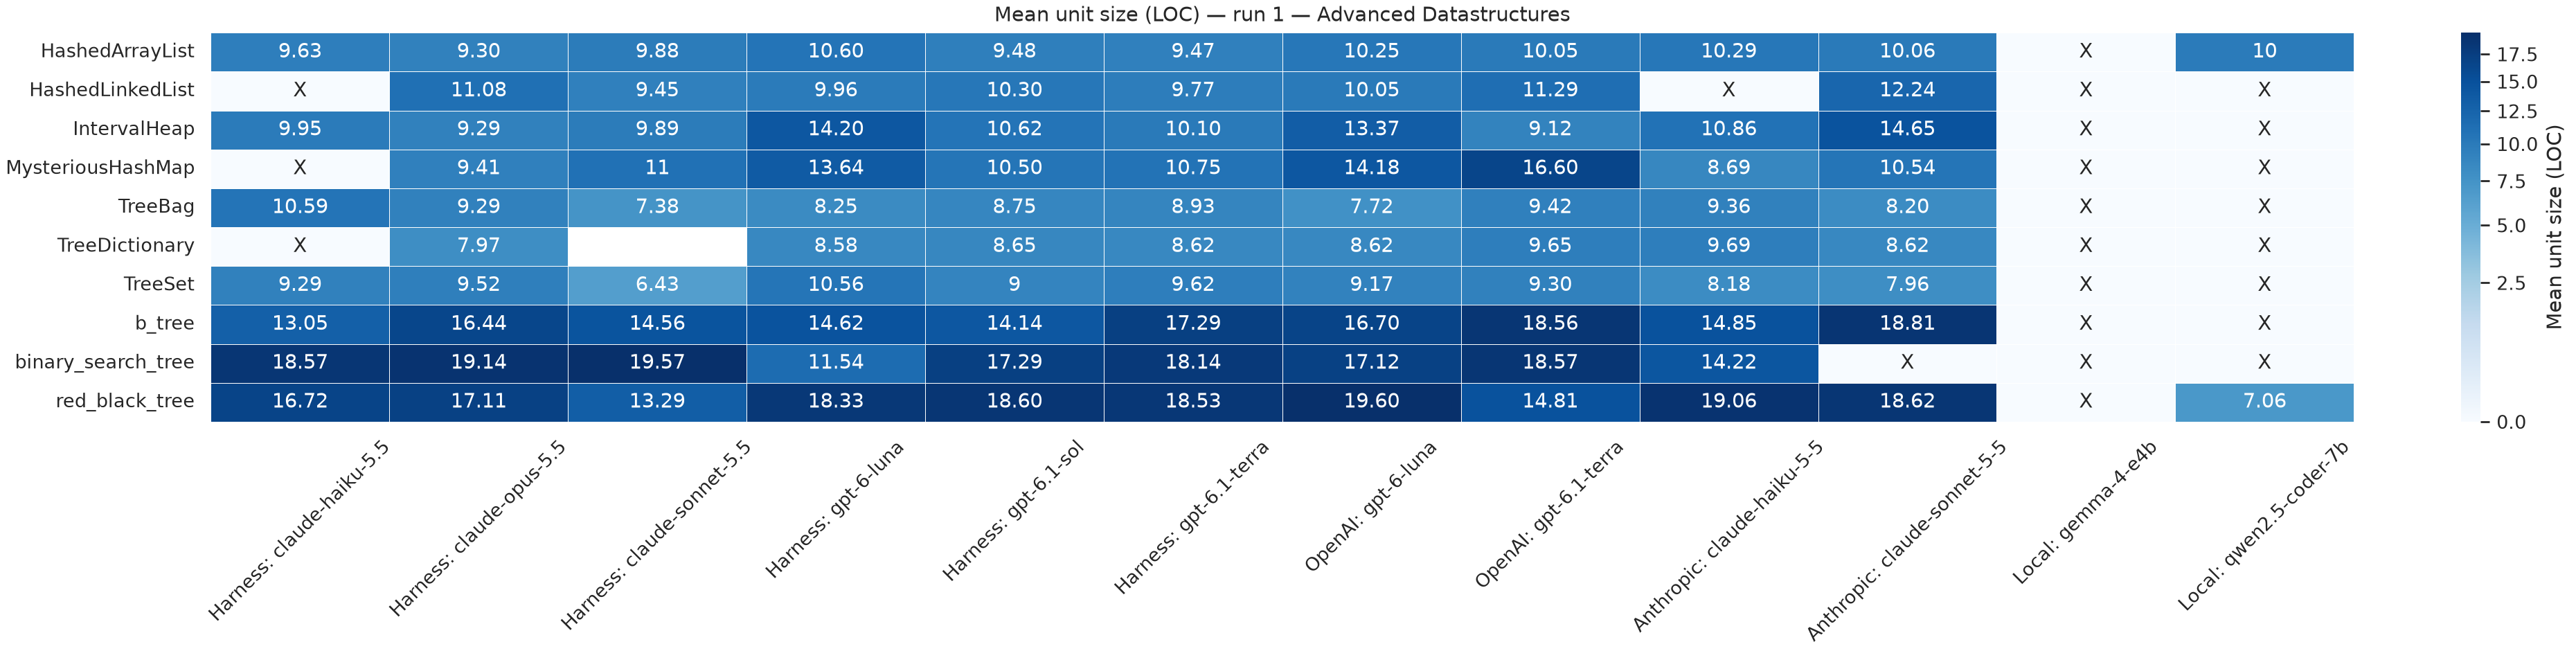 Mean unit size (LOC) — run 1 — Advanced Datastructures
HashedArrayList 9.63 9.30 9.88 10.60 9.48 9.47 10.25 10.05 10.29 10.06 X 10
HashedLinkedList X 11.08 9.45 9.96 10.30 9.77 10.05 11.29 X 12.24 X X
IntervalHeap 9.95 9.29 9.89 14.20 10.62 10.10 13.37 9.12 10.86 14.65 X X
MysteriousHashMap X 9.41 11 13.64 10.50 10.75 14.18 16.60 8.69 10.54 X X
TreeBag 10.59 9.29 7.38 8.25 8.75 8.93 7.72 9.42 9.36 8.20 X X
TreeDictionary X 7.97 8.58 8.65 8.62 8.62 9.65 9.69 8.62 X X
TreeSet 9.29 9.52 6.43 10.56 9 9.62 9.17 9.30 8.18 7.96 X X
b_tree 13.05 16.44 14.56 14.62 14.14 17.29 16.70 18.56 14.85 18.81 X X
binary_search_tree 18.57 19.14 19.57 11.54 17.29 18.14 17.12 18.57 14.22 X X X
red_black_tree 16.72 17.11 13.29 18.33 18.60 18.53 19.60 14.81 19.06 18.62 X 7.06
Harness: claude-haiku-5.5
Harness: claude-opus-5.5
Harness: claude-sonnet-5.5
Harness: gpt-6-luna
Harness: gpt-6.1-sol
Harness: gpt-6.1-terra
OpenAI: gpt-6-luna
OpenAI: gpt-6.1-terra
Anthropic: claude-haiku-5-5
Anthropic: claude-sonnet-5-5
Local: gemma-4-e4b
Local: qwen2.5-coder-7b
17.5
15.0
12.5
10.0
7.5
5.0
2.5
0.0
Mean unit size (LOC)